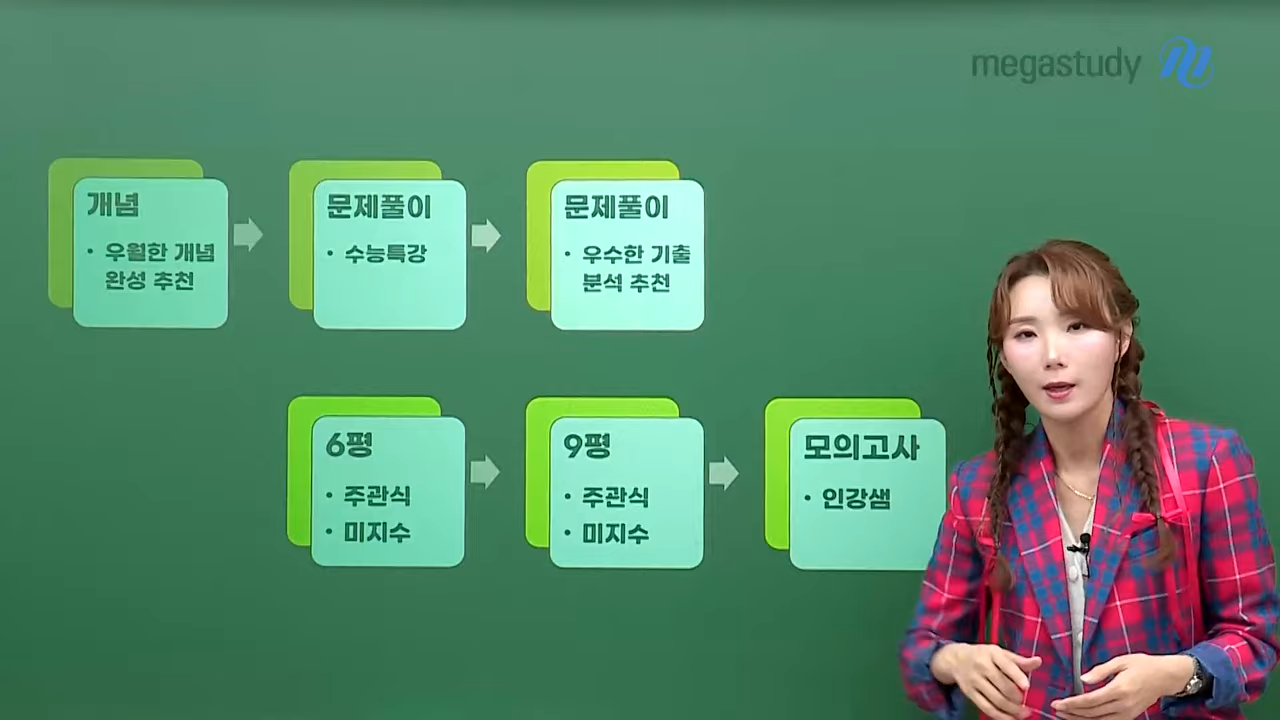 megastudy
개념
• 우월한 개념
완성 추천
문제풀이
• 수능특강
문제풀이
• 우수한 기출
분석 추천
6평
• 주관식
• 미지수
9평
• 주관식
• 미지수
모의고사
• 인강샘